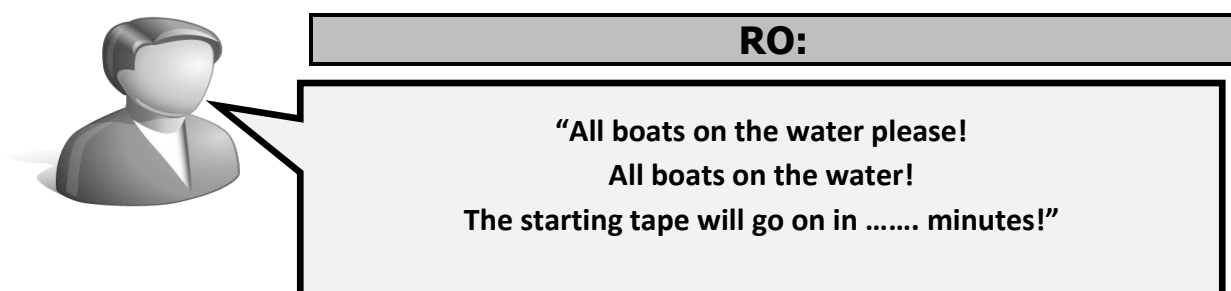 RO:
“All boats on the water please!
All boats on the water!
The starting tape will go on in ....... minutes!”